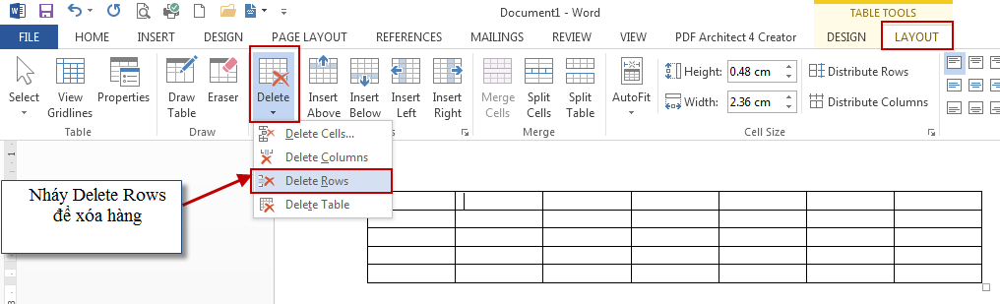 Document1 - Word
TABLE TOOLS
FILE HOME INSERT DESIGN PAGE LAYOUT REFERENCES MAILINGS REVIEW VIEW PDF Architect 4 Creator DESIGN LAYOUT
Select
View Gridlines
Properties
Table
Draw Table
Eraser
Draw
Delete
Insert Above
Insert Below
Insert Left
Insert Right
Merge Cells
Split Cells
Split Table
Merge
AutoFit
Height: 0.48 cm
Width: 2.36 cm
Distribute Rows
Distribute Columns
Cell Size
Delete Cells...
Delete Columns
Delete Rows
Delete Table
Nháy Delete Rows
để xóa hàng
1